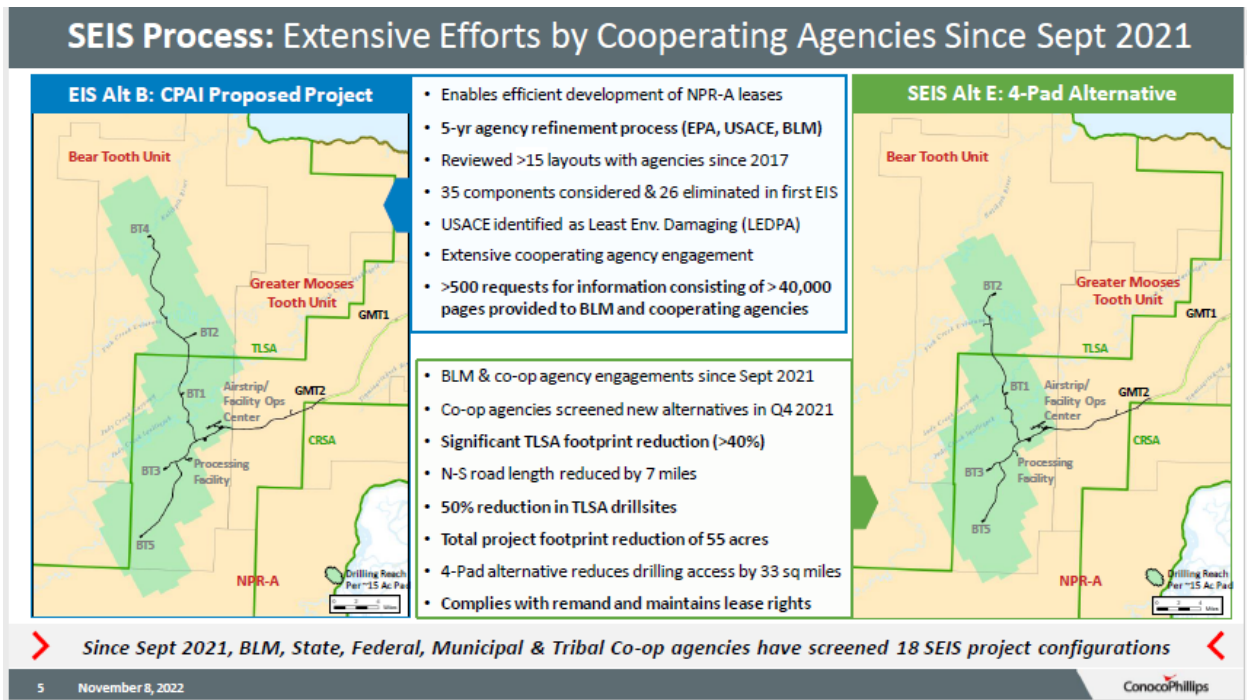 SEIS Process: Extensive Efforts by Cooperating Agencies Since Sept 2021
EIS Alt B: CPAI Proposed Project
Bear Tooth Unit
BT4
Greater Mooses
Tooth Unit
GMT1
BT2
TLSA
BT1
Airstrip/
Facility Ops
Center
GMT2
CRSA
BT3
Processing
Facility
BT5
NPR-A
Drilling Reach
Per ~15 Ac Pad
0 2 4
Miles
• Enables efficient development of NPR-A leases
• 5-yr agency refinement process (EPA, USACE, BLM)
• Reviewed >15 layouts with agencies since 2017
• 35 components considered & 26 eliminated in first EIS
• USACE identified as Least Env. Damaging (LEDPA)
• Extensive cooperating agency engagement
• >500 requests for information consisting of > 40,000
pages provided to BLM and cooperating agencies
• BLM & co-op agency engagements since Sept 2021
• Co-op agencies screened new alternatives in Q4 2021
• Significant TLSA footprint reduction (>40%)
• N-S road length reduced by 7 miles
• 50% reduction in TLSA drillsites
• Total project footprint reduction of 55 acres
• 4-Pad alternative reduces drilling access by 33 sq miles
• Complies with remand and maintains lease rights
SEIS Alt E: 4-Pad Alternative
Bear Tooth Unit
BT2
Greater Mooses
Tooth Unit
GMT1
TLSA
BT1
Airstrip/
Facility Ops
Center
GMT2
CRSA
BT3
Processing
Facility
BT5
NPR-A
Drilling Reach
Per ~15 Ac Pad
0 2 4
Miles
Since Sept 2021, BLM, State, Federal, Municipal & Tribal Co-op agencies have screened 18 SEIS project configurations
5 November 8, 2022
ConocoPhillips